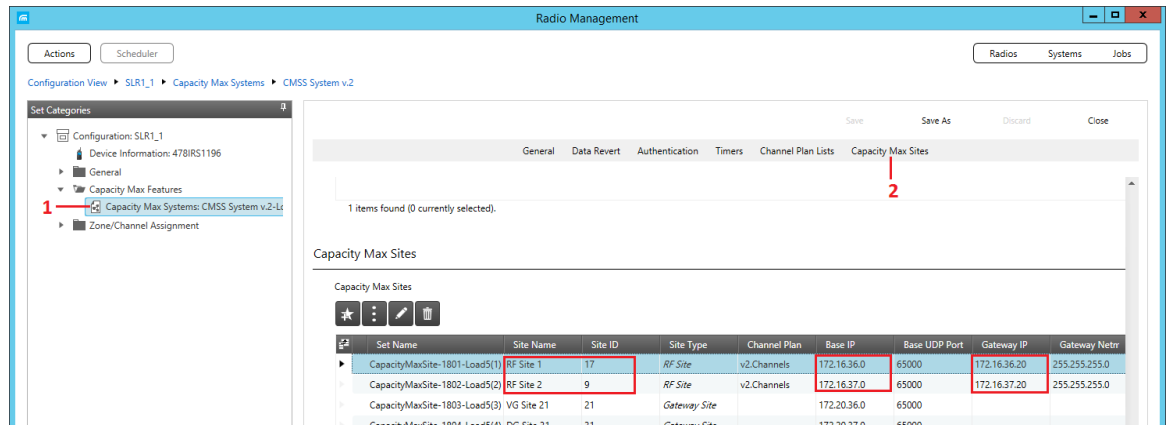 Radio Management
Actions Scheduler Radios Systems Jobs
Configuration View SLR1_1 Capacity Max Systems CMSS System v.2
Set Categories
Save Save As Discard Close
Configuration: SLR1_1
Device Information: 478IRS1196
General Data Revert Authentication Timers Channel Plan Lists Capacity Max Sites
General
Capacity Max Features
2
1 Capacity Max Systems: CMSS System v.2-Lo
1 items found (0 currently selected).
Zone/Channel Assignment
Capacity Max Sites
Capacity Max Sites
Set Name Site Name Site ID Site Type Channel Plan Base IP Base UDP Port Gateway IP Gateway Netm
CapacityMaxSite-1801-Load5(1) RF Site 1 17 RF Site v2.Channels 172.16.36.0 65000 172.16.36.20 255.255.255.0
CapacityMaxSite-1802-Load5(2) RF Site 2 9 RF Site v2.Channels 172.16.37.0 65000 172.16.37.20 255.255.255.0
CapacityMaxSite-1803-Load5(3) VG Site 21 21 Gateway Site 172.20.36.0 65000